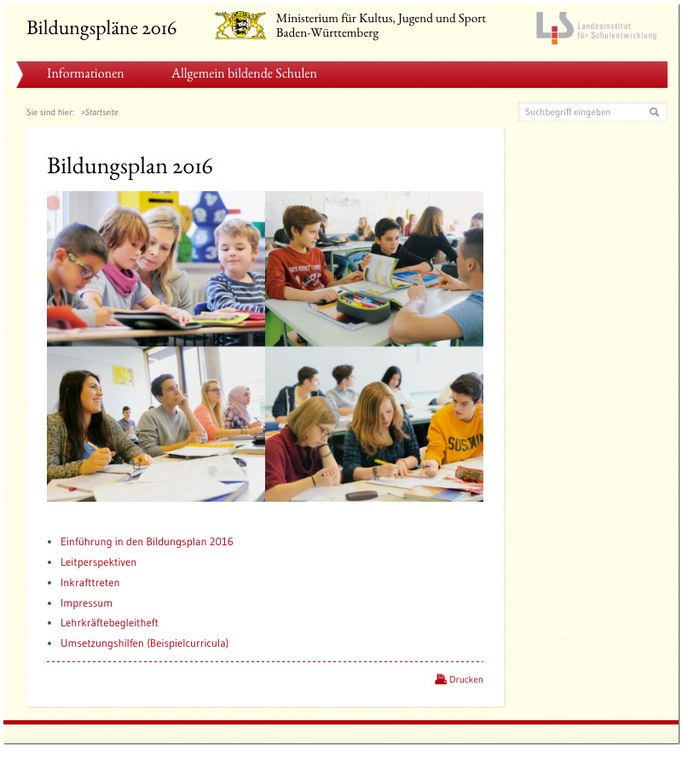 Bildungspläne 2016
Ministerium für Kultus, Jugend und Sport
Baden-Württemberg
LS Landesinstitut
für Schulentwicklung
Informationen
Allgemein bildende Schulen
Sie sind hier: »Startseite
Suchbegriff eingeben
Bildungsplan 2016
Einführung in den Bildungsplan 2016
Leitperspektiven
Inkrafttreten
Impressum
Lehrkräftebegleitheft
Umsetzungshilfen (Beispielcurricula)
Drucken